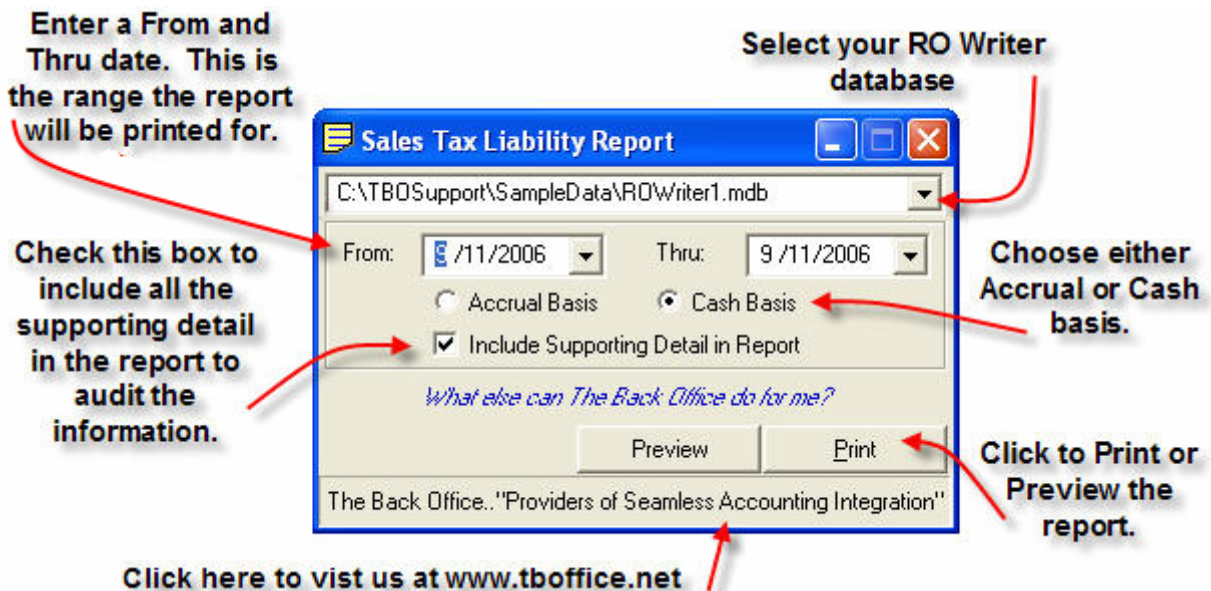 Enter a From and
Thru date. This is
the range the report
will be printed for.
Select your RO Writer
database
Sales Tax Liability Report
C:\TBOSupport\SampleData\ROWriter1.mdb
From: 9 /11/2006 Thru: 9 /11/2006
Accrual Basis Cash Basis
Include Supporting Detail in Report
Check this box to
include all the
supporting detail
in the report to
audit the
information.
Choose either
Accrual or Cash
basis.
What else can The Back Office do for me?
Preview Print
Click to Print or
Preview the
report.
The Back Office.."Providers of Seamless Accounting Integration"
Click here to vist us at www.tboffice.net